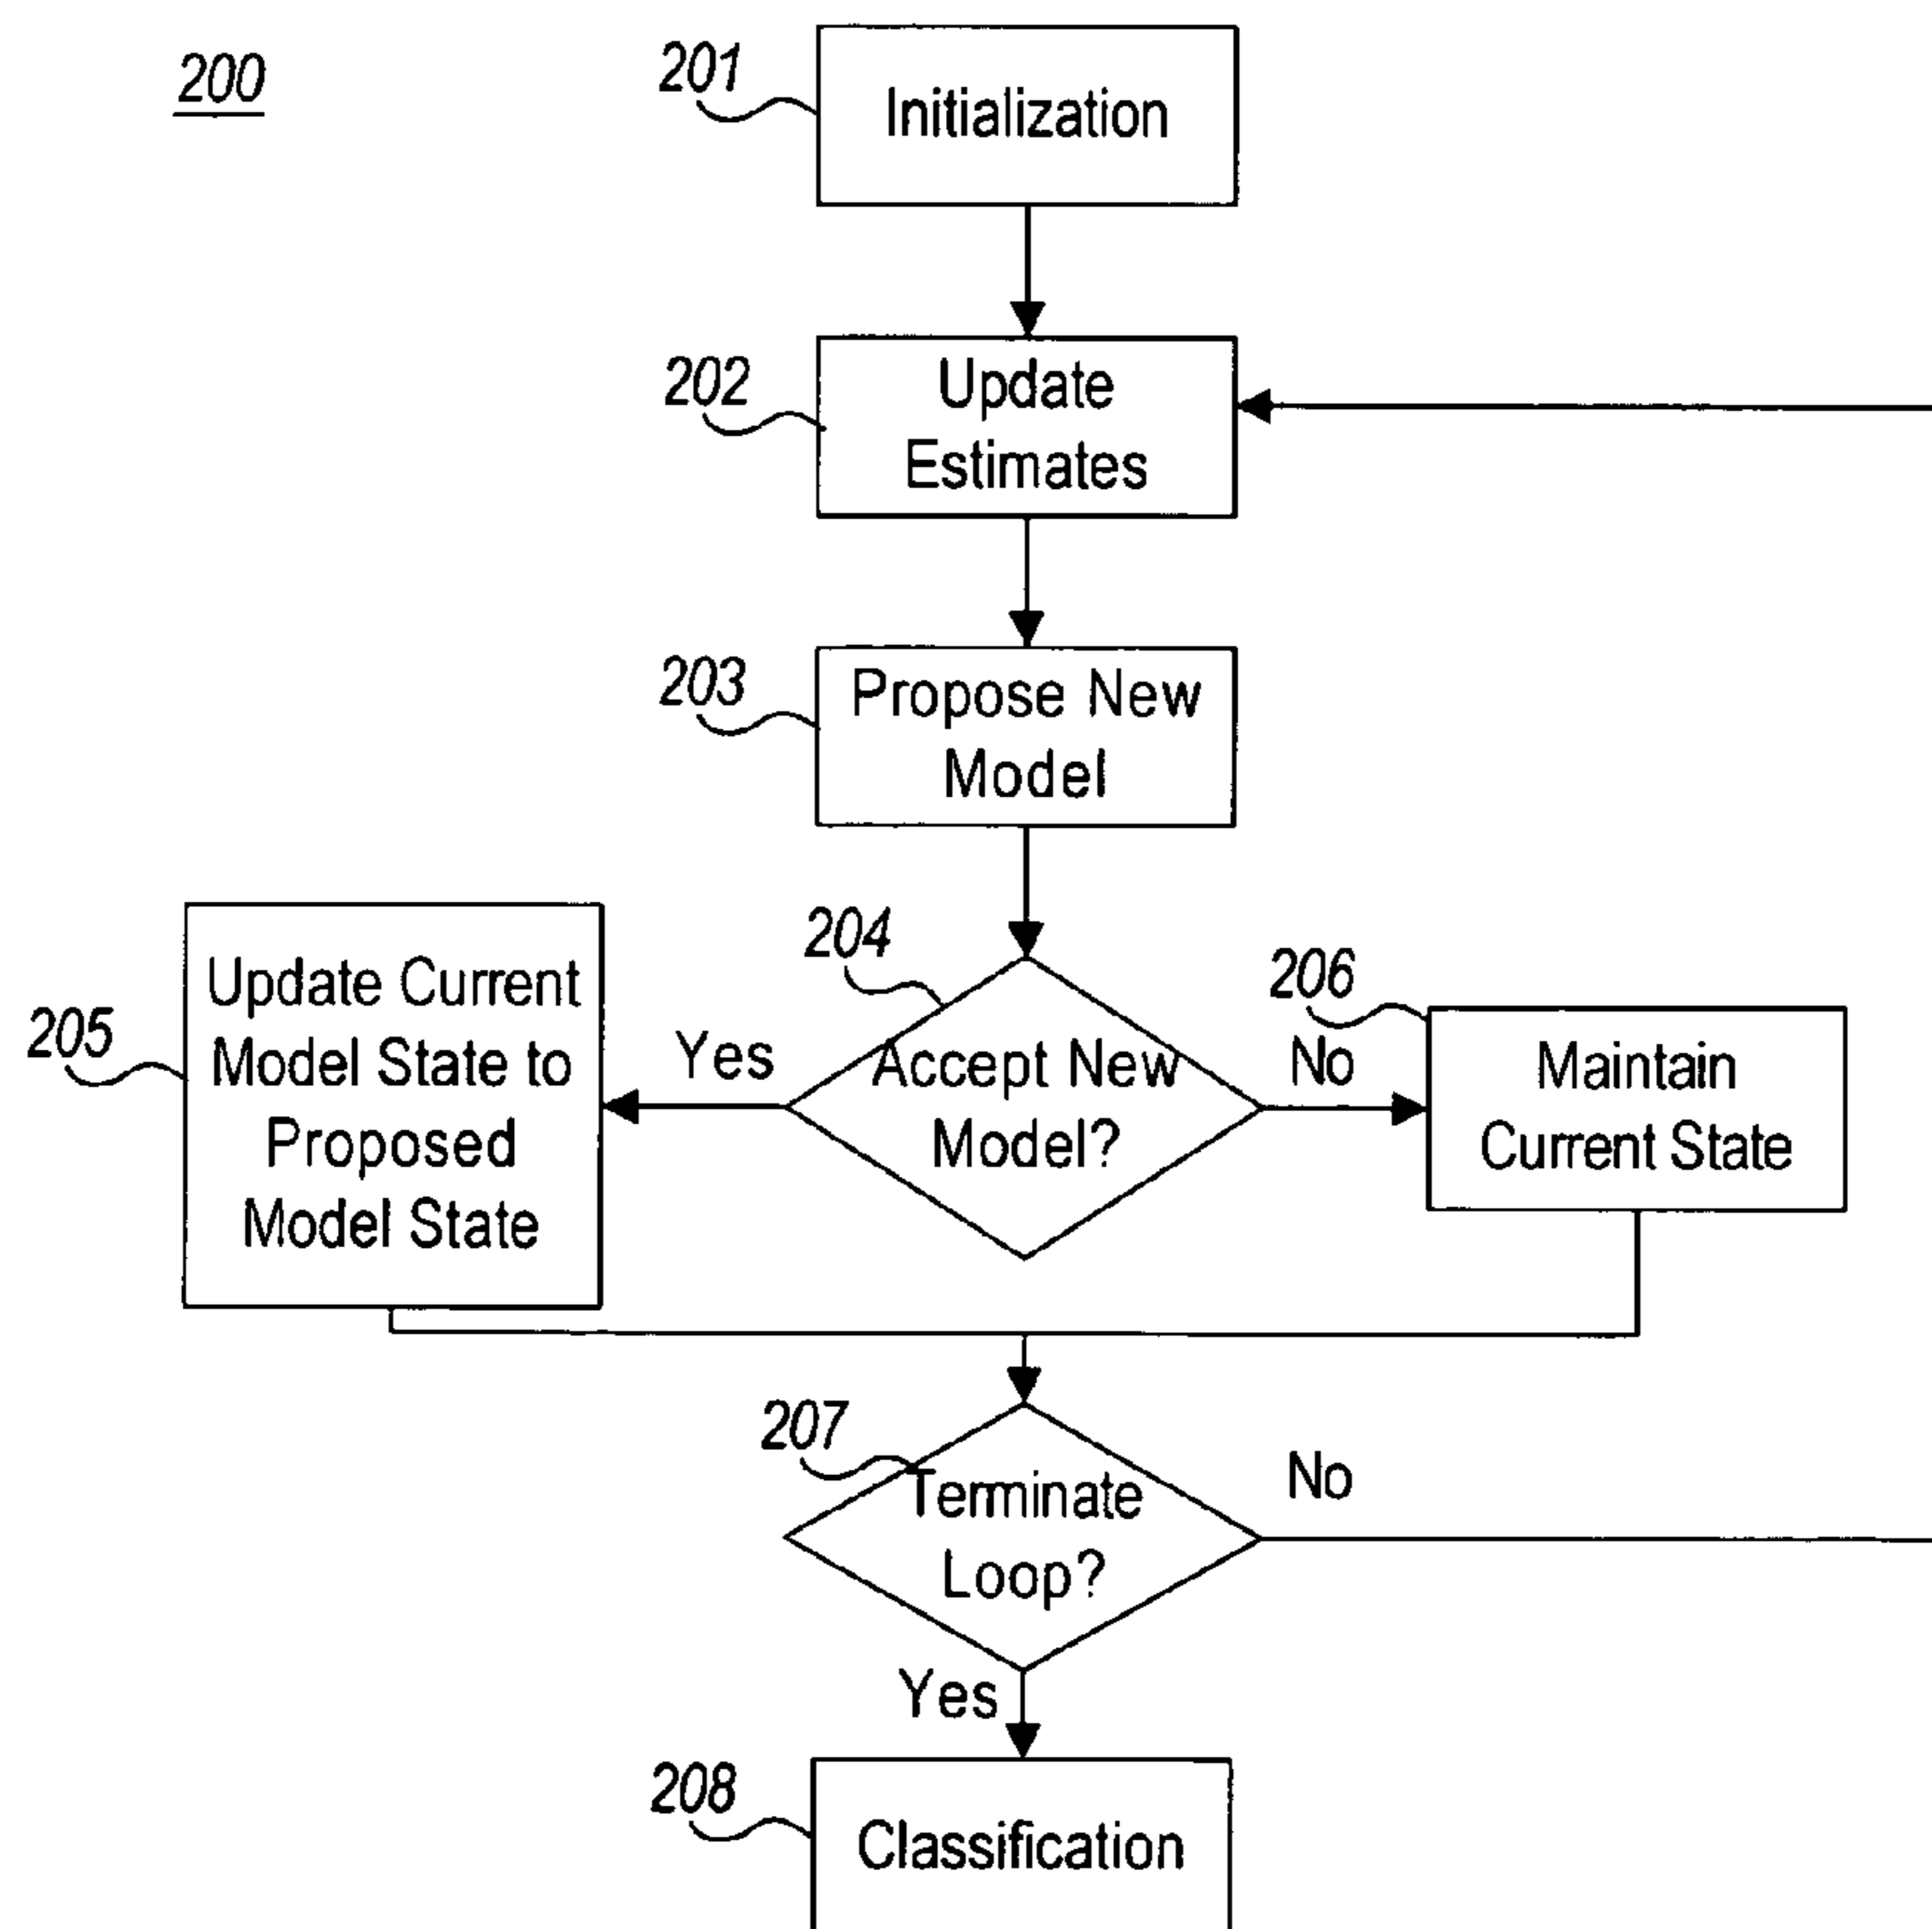 200
201
Initialization
202
Update
Estimates
203
Propose New
Model
204
Accept New
Model?
Yes
No
205
Update Current
Model State to
Proposed
Model State
206
Maintain
Current State
207
Terminate
Loop?
No
Yes
208
Classification